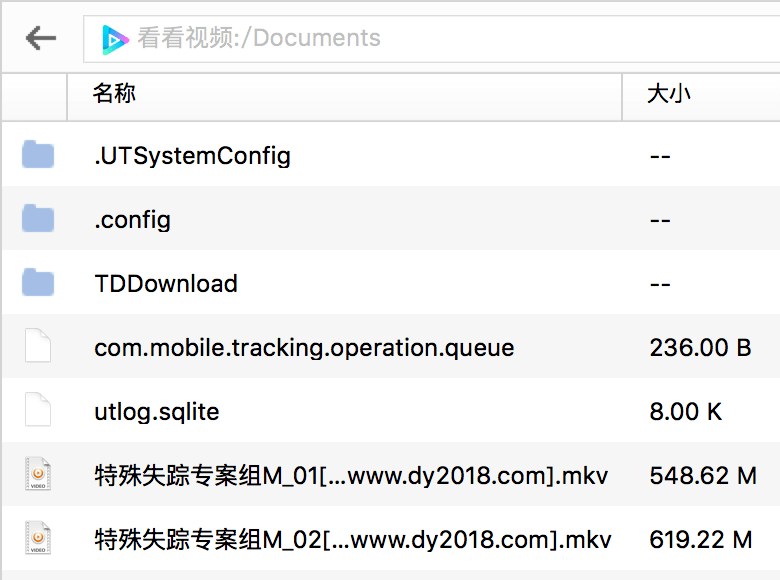 看看视频:/Documents
名称 大小
.UTSystemConfig --
.config --
TDDownload --
com.mobile.tracking.operation.queue 236.00 B
utlog.sqlite 8.00 K
特殊失踪专案组M_01[...www.dy2018.com].mkv 548.62 M
特殊失踪专案组M_02[...www.dy2018.com].mkv 619.22 M
VIDEO
VIDEO